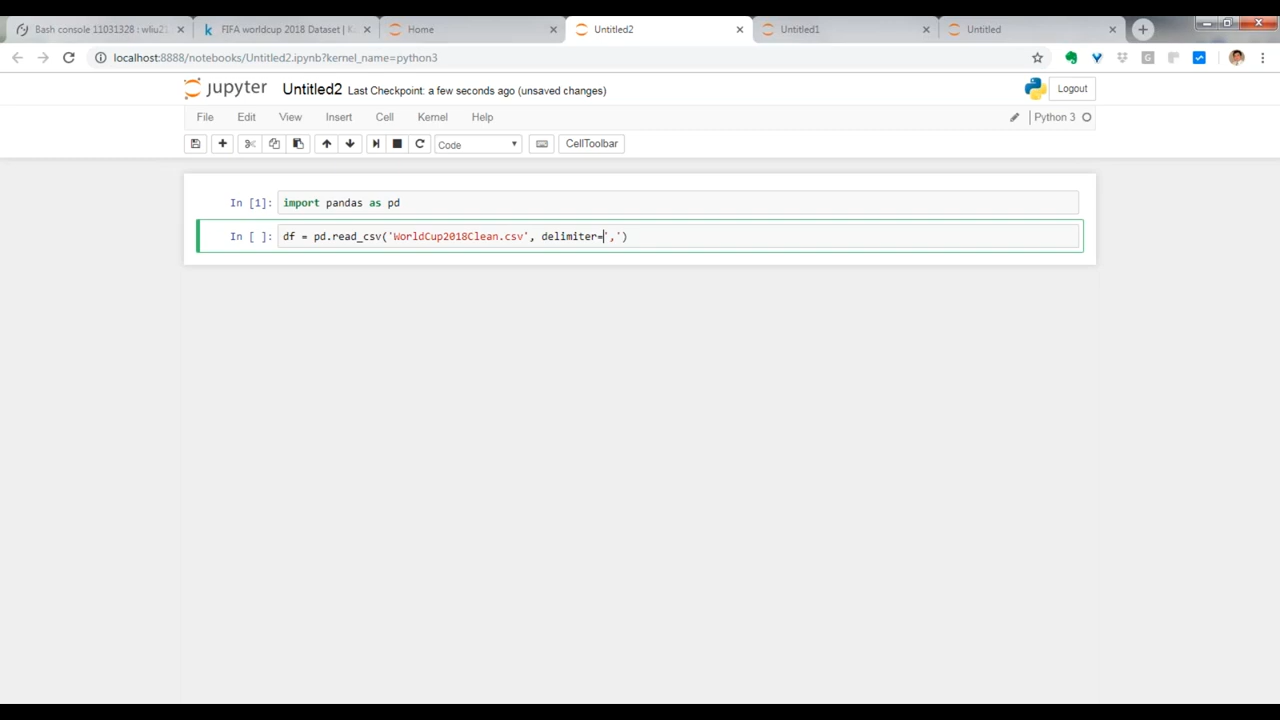 Bash console 11031328 : wliu2
FIFA worldcup 2018 Dataset | K
Home
Untitled2
Untitled1
Untitled
localhost:8888/notebooks/Untitled2.ipynb?kernel_name=python3
jupyter Untitled2 Last Checkpoint: a few seconds ago (unsaved changes)
Logout
File Edit View Insert Cell Kernel Help
Python 3
Code
CellToolbar
In [1]: import pandas as pd
In [ ]: df = pd.read_csv('WorldCup2018Clean.csv', delimiter=',')